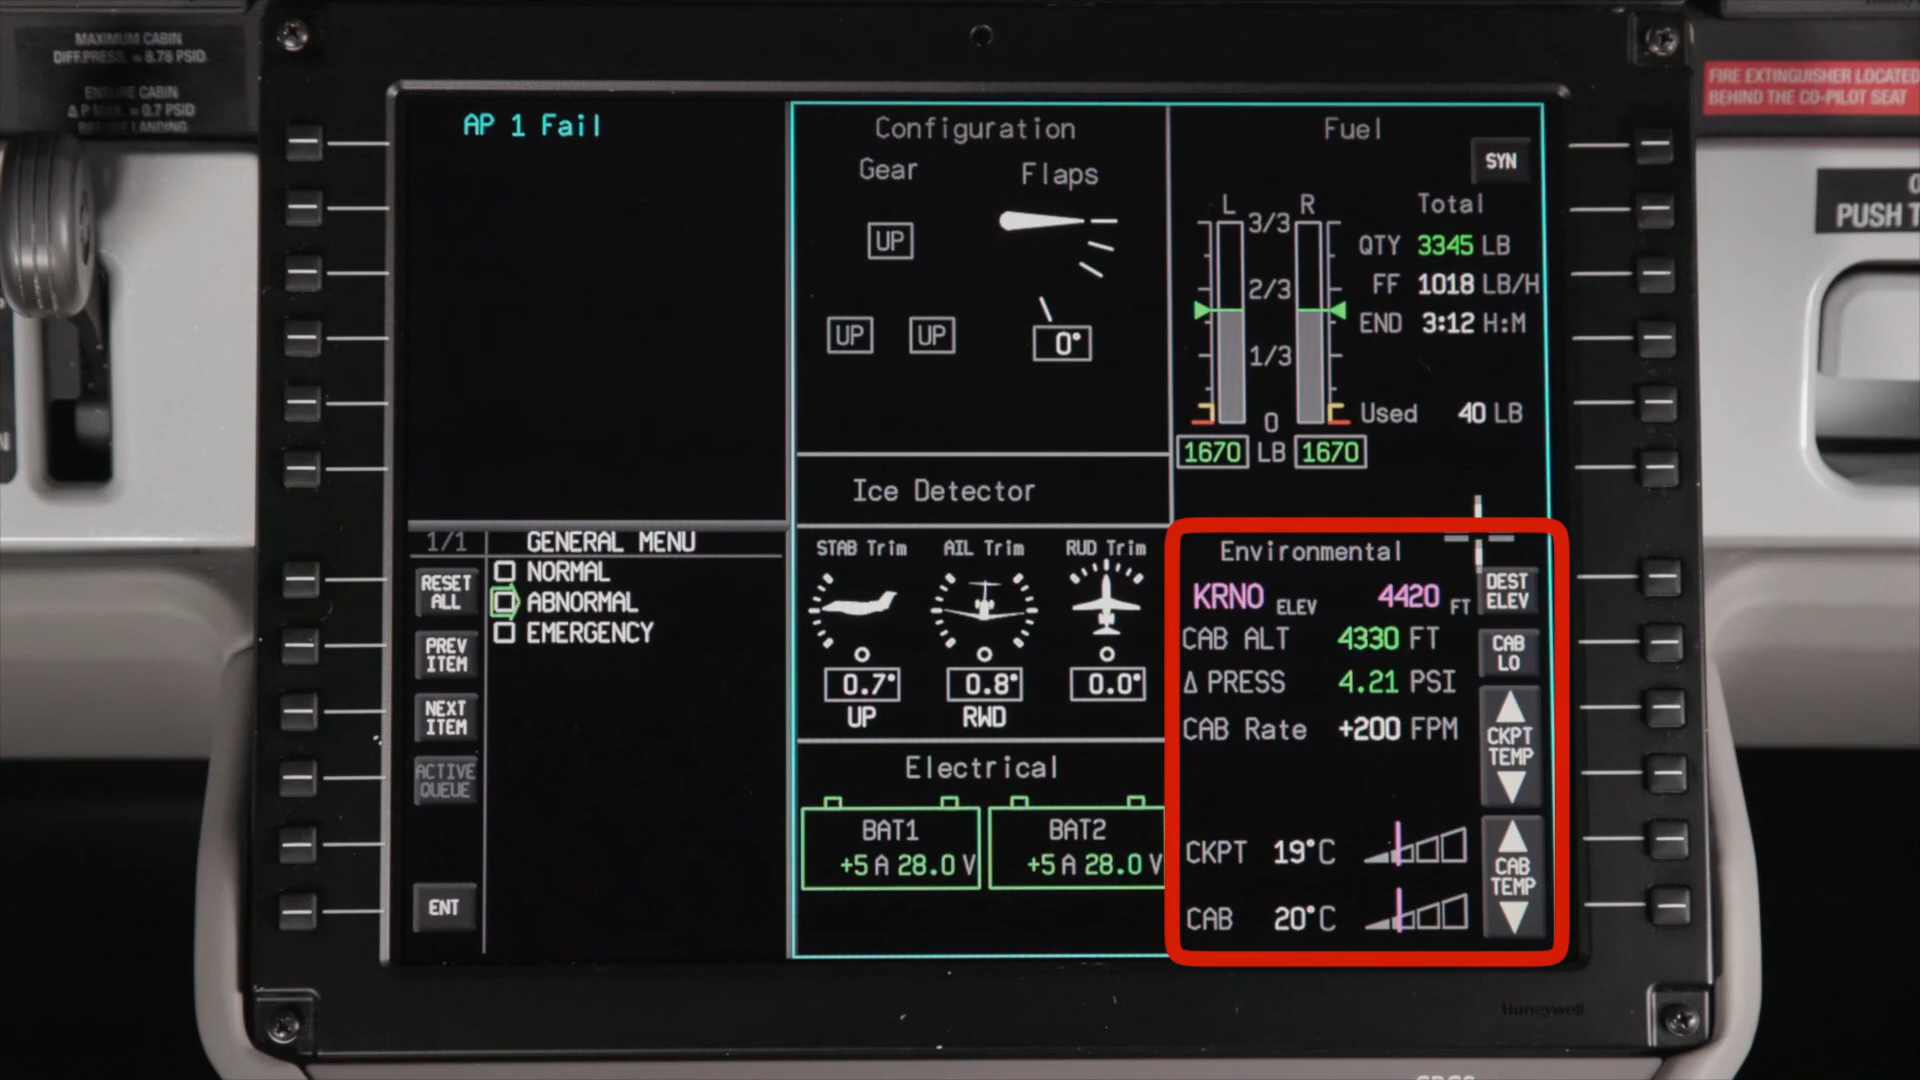 MAXIMUM CABIN
DIFF.PRESS. = 8.78 PSID
ENSURE CABIN
Δ P MAX. = 0.7 PSID
BEFORE LANDING
FIRE EXTINGUISHER LOCATED
BEHIND THE CO-PILOT SEAT
PUSH T
AP 1 Fail
1/1
GENERAL MENU
RESET
ALL
NORMAL
ABNORMAL
EMERGENCY
PREV
ITEM
NEXT
ITEM
ACTIVE
QUEUE
ENT
Configuration
Gear
Flaps
UP
UP UP
0°
Ice Detector
STAB Trim AIL Trim RUD Trim
0.7° 0.8° 0.0°
UP RWD
Electrical
BAT1 BAT2
+5 A 28.0 V +5 A 28.0 V
Fuel
SYN
L R Total
3/3
QTY 3345 LB
2/3 FF 1018 LB/H
END 3:12 H:M
1/3
0 Used 40 LB
1670 LB 1670
Environmental
KRNO ELEV 4420 FT
DEST
ELEV
CAB ALT 4330 FT
CAB
LO
Δ PRESS 4.21 PSI
CAB Rate +200 FPM
CKPT
TEMP
CKPT 19°C
CAB
TEMP
CAB 20°C
Honeywell